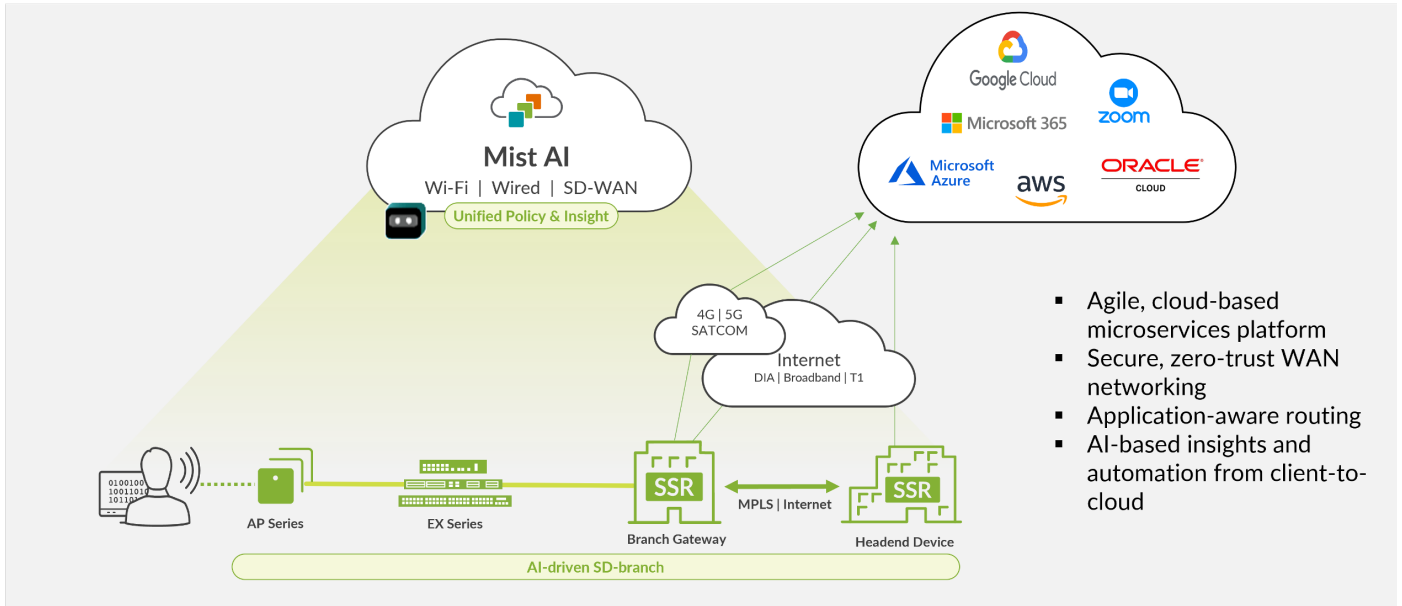 Google Cloud
zoom
Microsoft 365
Microsoft
Azure
aws
ORACLE®
CLOUD
Mist AI
Wi-Fi | Wired | SD-WAN
Unified Policy & Insight
4G | 5G
SATCOM
Internet
DIA | Broadband | T1
▪ Agile, cloud-based
microservices platform
▪ Secure, zero-trust WAN
networking
▪ Application-aware routing
▪ AI-based insights and
automation from client-to-
cloud
0100100
10011010
10110
AP Series
EX Series
SSR
Branch Gateway
MPLS | Internet
SSR
Headend Device
AI-driven SD-branch